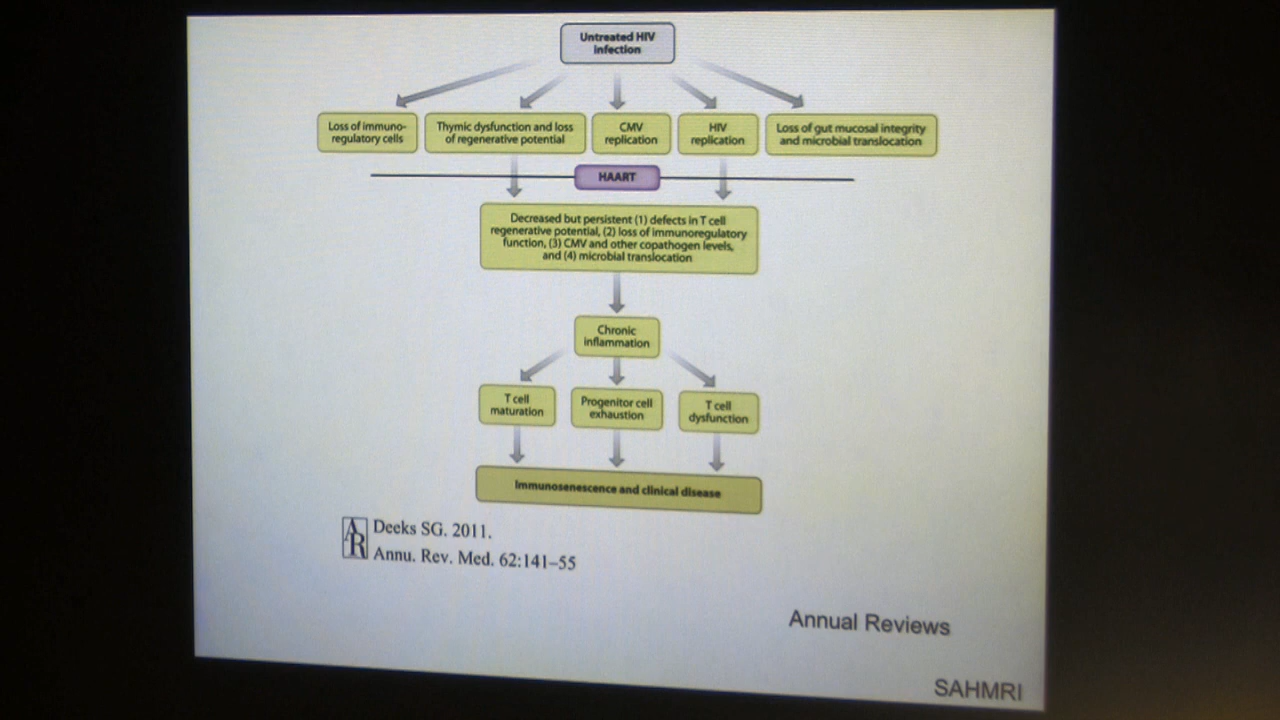 Untreated HIV
infection
Loss of immuno-
regulatory cells
Thymic dysfunction and loss
of regenerative potential
CMV
replication
HIV
replication
Loss of gut mucosal integrity
and microbial translocation
HAART
Decreased but persistent (1) defects in T cell
regenerative potential, (2) loss of immunoregulatory
function, (3) CMV and other copathogen levels,
and (4) microbial translocation
Chronic
inflammation
T cell
maturation
Progenitor cell
exhaustion
T cell
dysfunction
Immunosenescence and clinical disease
AR
Deeks SG. 2011.
Annu. Rev. Med. 62:141–55
Annual Reviews
SAHMRI